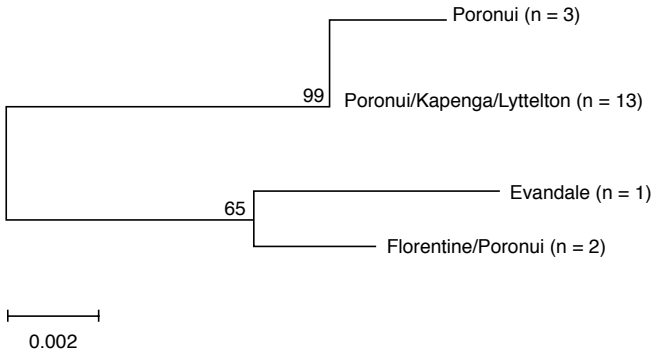 Poronui (n = 3)
99
Poronui/Kapenga/Lyttelton (n = 13)
Evandale (n = 1)
65
Florentine/Poronui (n = 2)
0.002